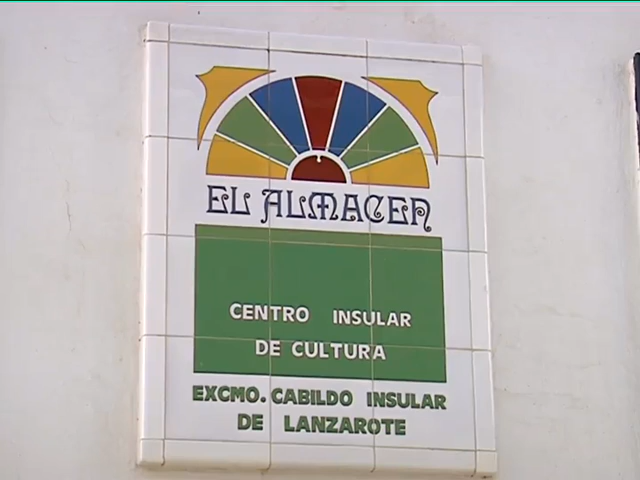 EL ALMACEN
CENTRO INSULAR
DE CULTURA
EXCMO. CABILDO INSULAR
DE LANZAROTE